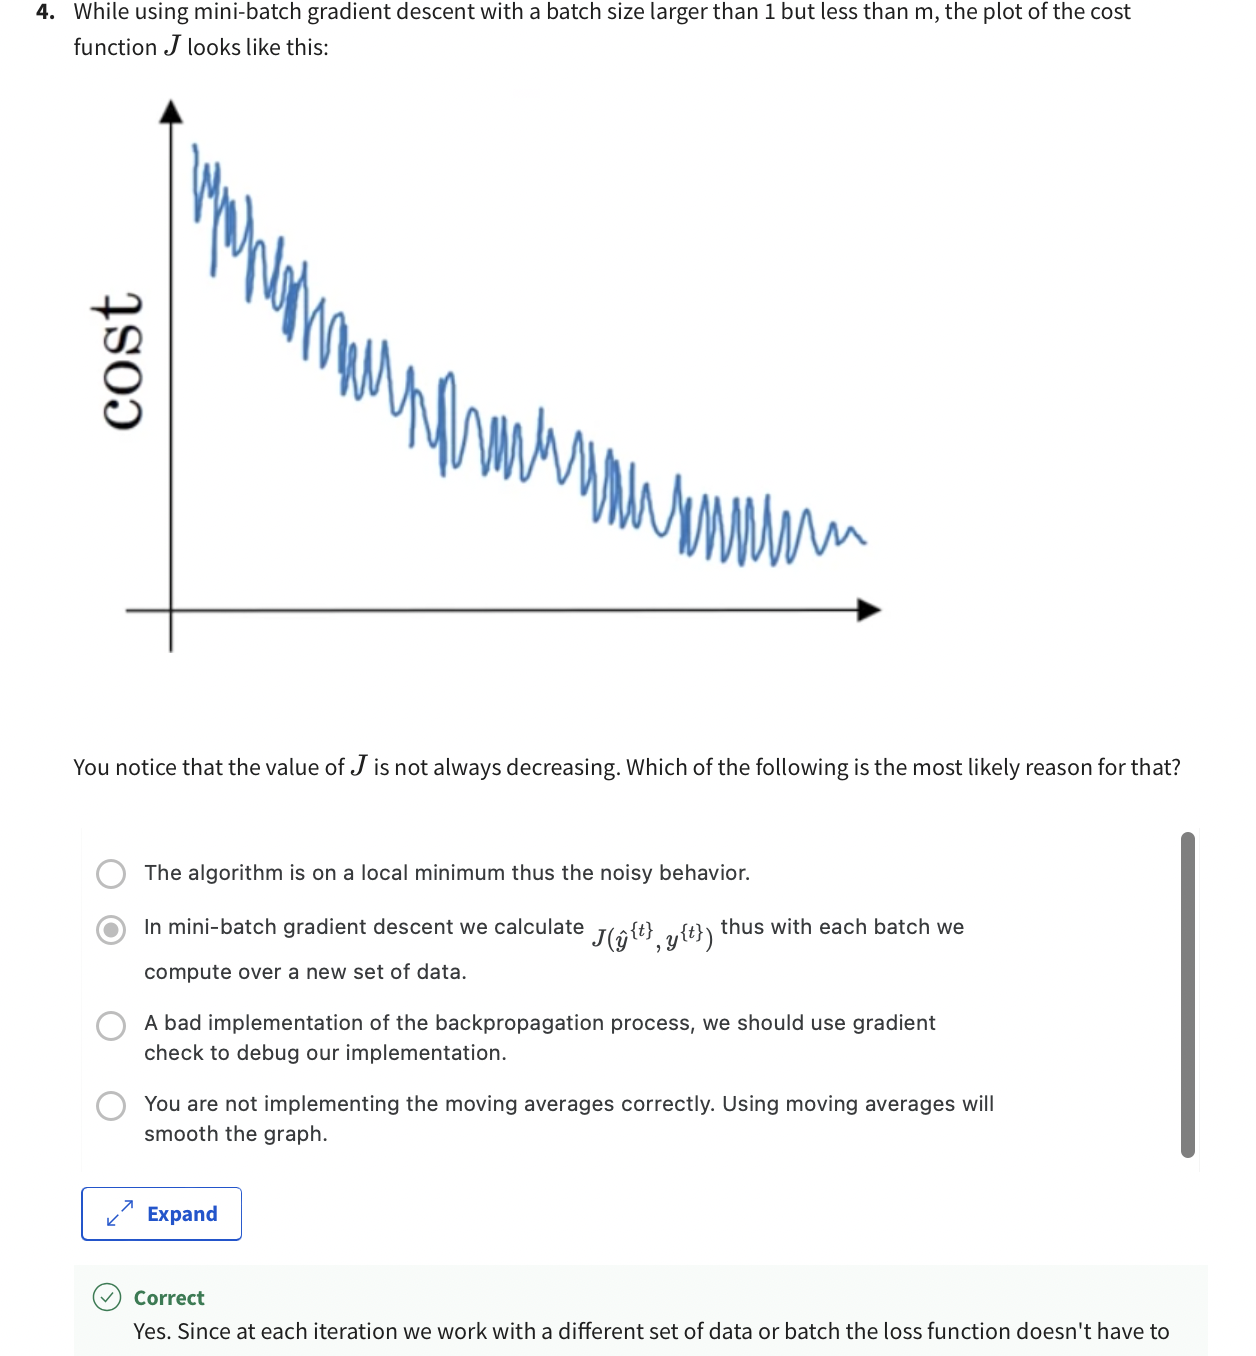 4. While using mini-batch gradient descent with a batch size larger than 1 but less than m, the plot of the cost
function J looks like this:
cost
You notice that the value of J is not always decreasing. Which of the following is the most likely reason for that?
The algorithm is on a local minimum thus the noisy behavior.
In mini-batch gradient descent we calculate J(ŷ^{t}, y^{t}) thus with each batch we
compute over a new set of data.
A bad implementation of the backpropagation process, we should use gradient
check to debug our implementation.
You are not implementing the moving averages correctly. Using moving averages will
smooth the graph.
Expand
Correct
Yes. Since at each iteration we work with a different set of data or batch the loss function doesn't have to